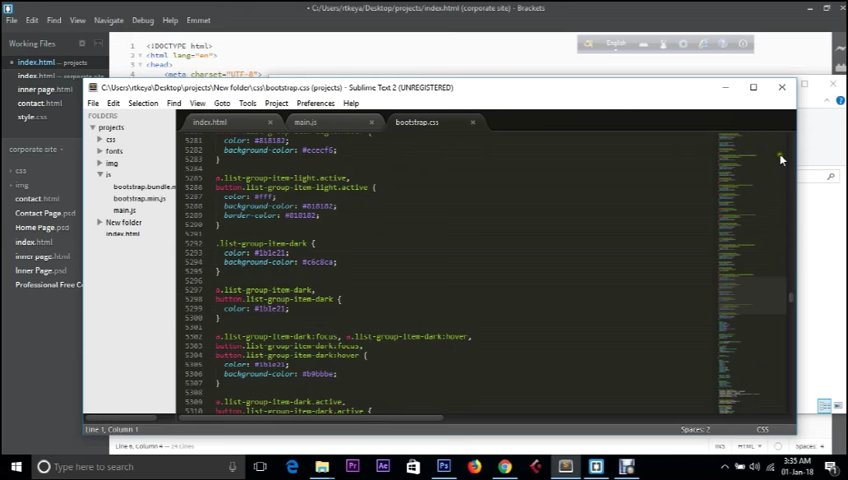 • C:/Users/rtkeya/Desktop/projects/index.html (corporate site) - Brackets
File Edit Find View Navigate Debug Help Emmet
Working Files
index.html — projects
index.html —
inner page.html
contact.html
style.css
corporate site
css
img
contact.html
Contact Page.psd
Home Page.psd
index.html
inner page.html
Inner Page.psd
Professional Free C
1 <!DOCTYPE html>
2 <html lang="en">
3 <head>
4 <meta charset="UTF-8">
English
C:\Users\rtkeya\Desktop\projects\New folder\css\bootstrap.css (projects) - Sublime Text 2 (UNREGISTERED)
File Edit Selection Find View Goto Tools Project Preferences Help
FOLDERS
projects
css
fonts
img
js
bootstrap.bundle.m
bootstrap.min.js
main.js
New folder
index.html
index.html main.js bootstrap.css
5281 color: #818182;
5282 background-color: #ececf6;
5283 }
5284
5285 a.list-group-item-light.active,
5286 button.list-group-item-light.active {
5287 color: #fff;
5288 background-color: #818182;
5289 border-color: #818182;
5290 }
5291
5292 .list-group-item-dark {
5293 color: #1b1e21;
5294 background-color: #c6c8ca;
5295 }
5296
5297 a.list-group-item-dark,
5298 button.list-group-item-dark {
5299 color: #1b1e21;
5300 }
5301
5302 a.list-group-item-dark:focus, a.list-group-item-dark:hover,
5303 button.list-group-item-dark:focus,
5304 button.list-group-item-dark:hover {
5305 color: #1b1e21;
5306 background-color: #b9bbbe;
5307 }
5308
5309 a.list-group-item-dark.active,
5310 button.list-group-item-dark.active {
Line 1, Column 1 Spaces: 2 CSS
Line 6, Column 4 — 24 Lines INS HTML Spaces: 4
Type here to search
3:35 AM
01-Jan-18